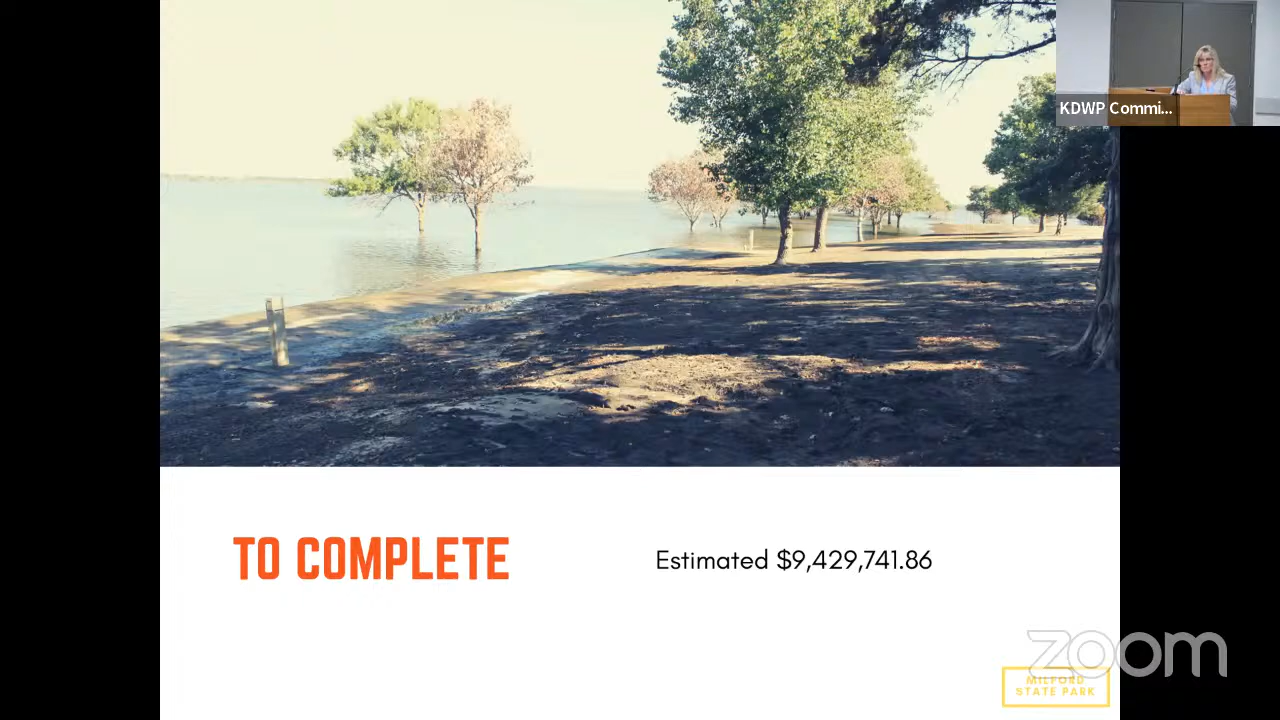 KDWP Commi...
TO COMPLETE
Estimated $9,429,741.86
zoom
MILFORD
STATE PARK